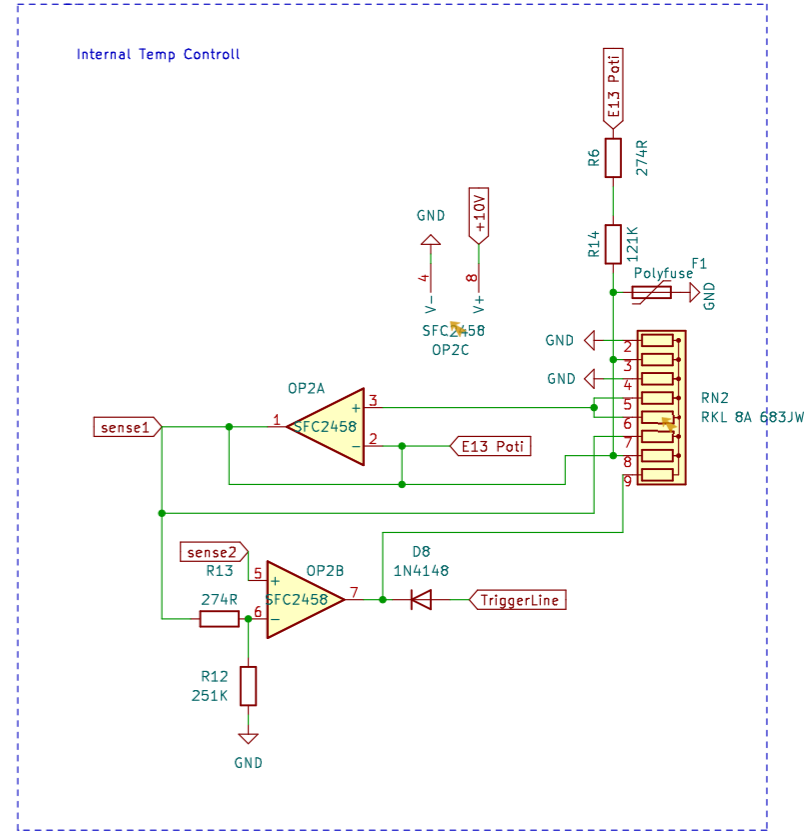 Internal Temp Controll
E13 Poti
R6
274R
GND
+10V
R14
121K
F1
Polyfuse
GND
4
8
V-
V+
SFC2458
OP2C
GND
2
3
GND
4
OP2A
5
RN2
+
3
6
RKL 8A 683JW
sense1
1
SFC2458
-
2
E13 Poti
7
8
9
sense2
R13
5
+
OP2B
D8
1N4148
274R
SFC2458
7
TriggerLine
6
-
R12
251K
GND